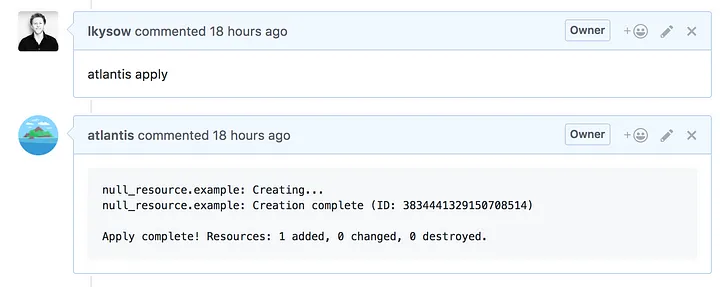 lkysow commented 18 hours ago
Owner
atlantis apply
atlantis commented 18 hours ago
Owner
null_resource.example: Creating...
null_resource.example: Creation complete (ID: 3834441329150708514)
Apply complete! Resources: 1 added, 0 changed, 0 destroyed.